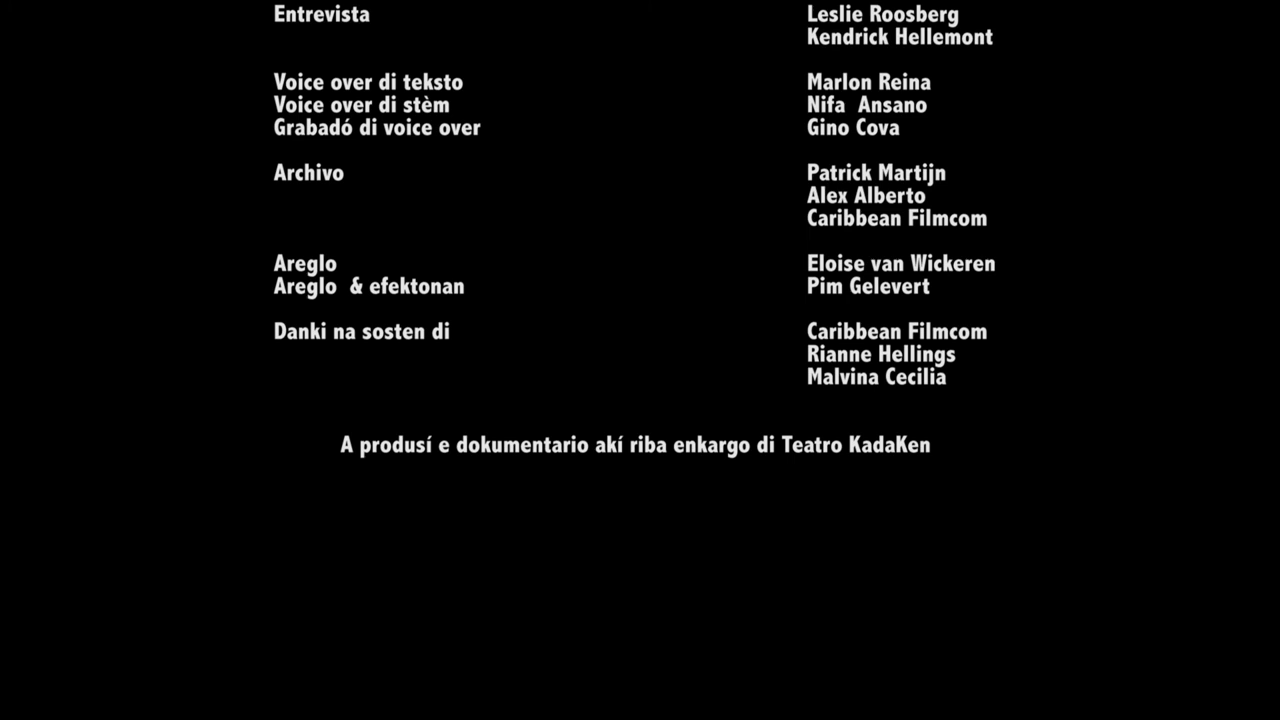 Entrevista Leslie Roosberg
Kendrick Hellemont
Voice over di teksto Marlon Reina
Voice over di stèm Nifa Ansano
Grabadó di voice over Gino Cova
Archivo Patrick Martijn
Alex Alberto
Caribbean Filmcom
Areglo Eloise van Wickeren
Areglo & efektonan Pim Gelevert
Danki na sosten di Caribbean Filmcom
Rianne Hellings
Malvina Cecilia
A produsí e dokumentario akí riba enkargo di Teatro KadaKen